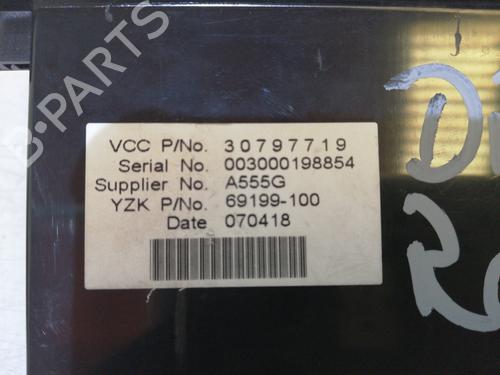 B-PARTS
VCC P/No. 30797719
Serial No. 003000198854
Supplier No. A555G
YZK P/No. 69199-100
Date 070418